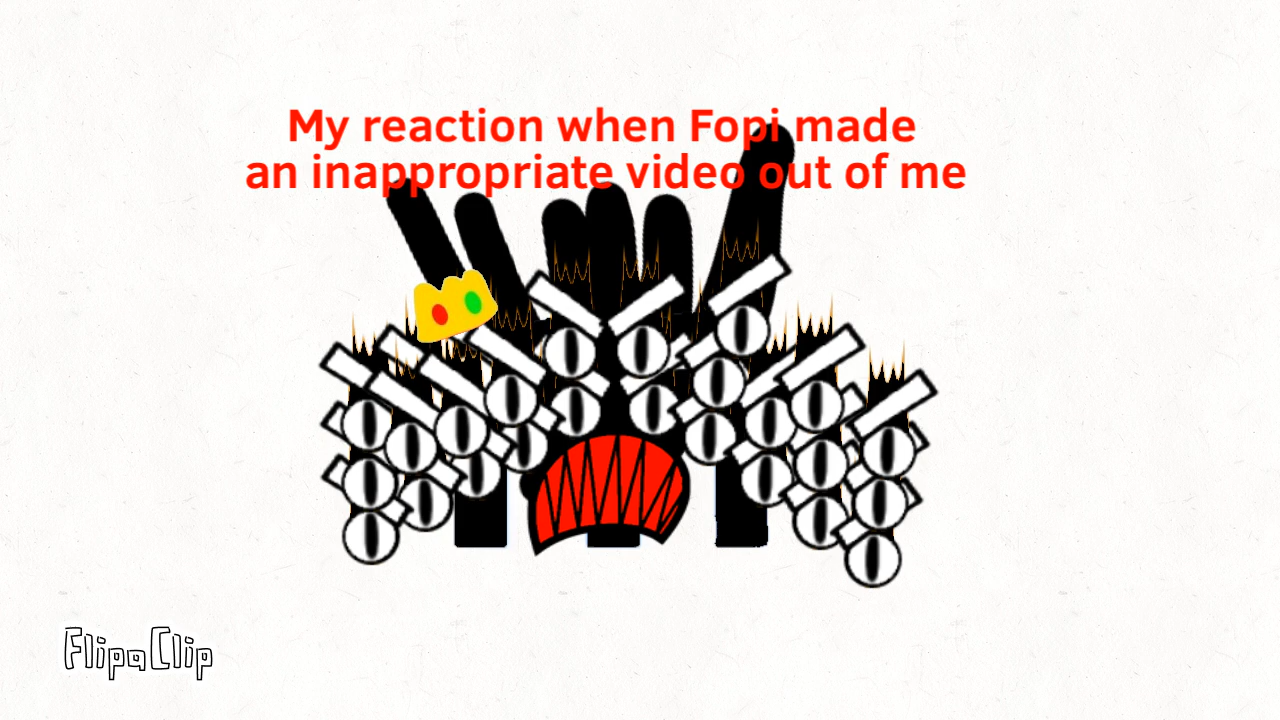 My reaction when Fopi made
an inappropriate video out of me
FlipaClip